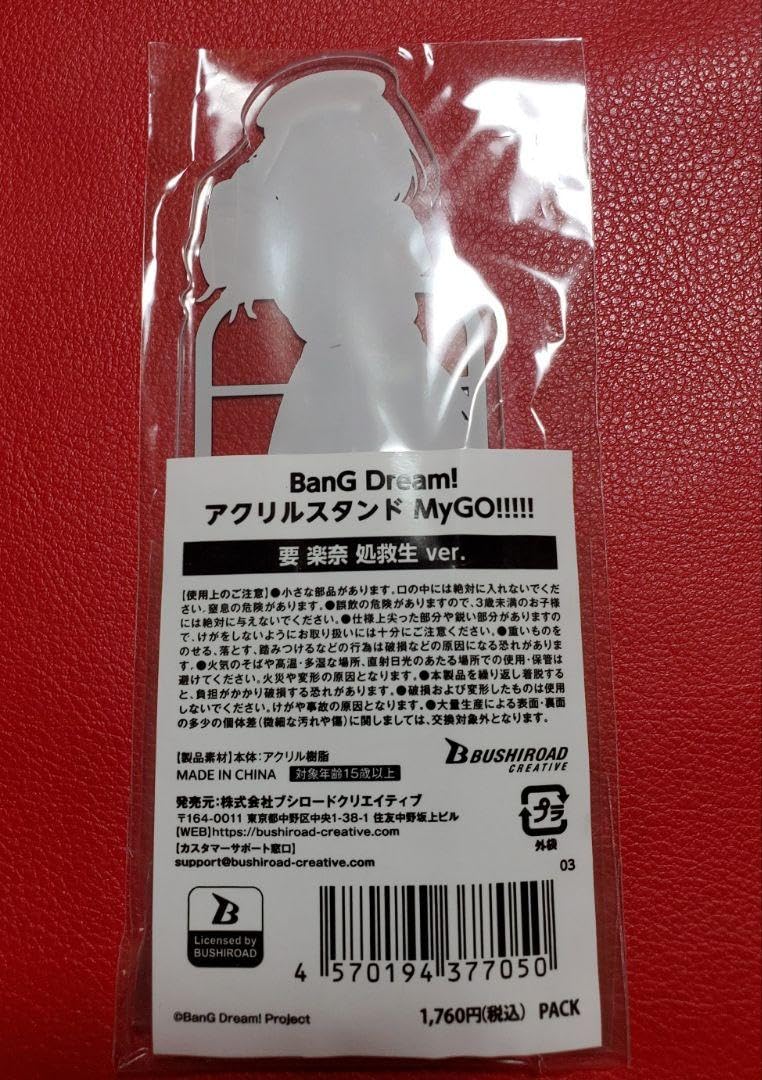 BanG Dream!
アクリルスタンド MyGO!!!!!
要 楽奈 処救生 ver.
【使用上のご注意】●小さな部品があります。口の中には絶対に入れないでくだ
さい。窒息の危険があります。●誤飲の危険がありますので、3歳未満のお子様
には絶対に与えないでください。●仕様上尖った部分や鋭い部分がありますの
で、けがをしないようにお取り扱いには十分にご注意ください。●重いものを
のせる、落とす、踏みつけるなどの行為は破損などの原因になる恐れがありま
す。●火気のそばや高温・多湿な場所、直射日光のあたる場所での使用・保管は
避けてください。火災や変形の原因となります。●本製品を繰り返し着脱する
と、負担がかかり破損する恐れがあります。●破損および変形したものは使用
しないでください。けがや事故の原因となります。●大量生産による表面・裏面
の多少の個体差(微細な汚れや傷)に関しましては、交換対象外となります。
【製品素材】本体:アクリル樹脂
MADE IN CHINA 対象年齢15歳以上
BUSHIROAD
CREATIVE
発売元:株式会社ブシロードクリエイティブ
〒164-0011 東京都中野区中央1-38-1 住友中野坂上ビル
【WEB】https://bushiroad-creative.com
【カスタマーサポート窓口】
support@bushiroad-creative.com
プラ
外袋
03
B
Licensed by
BUSHIROAD
4 570194 377050
©BanG Dream! Project
1,760円(税込) PACK